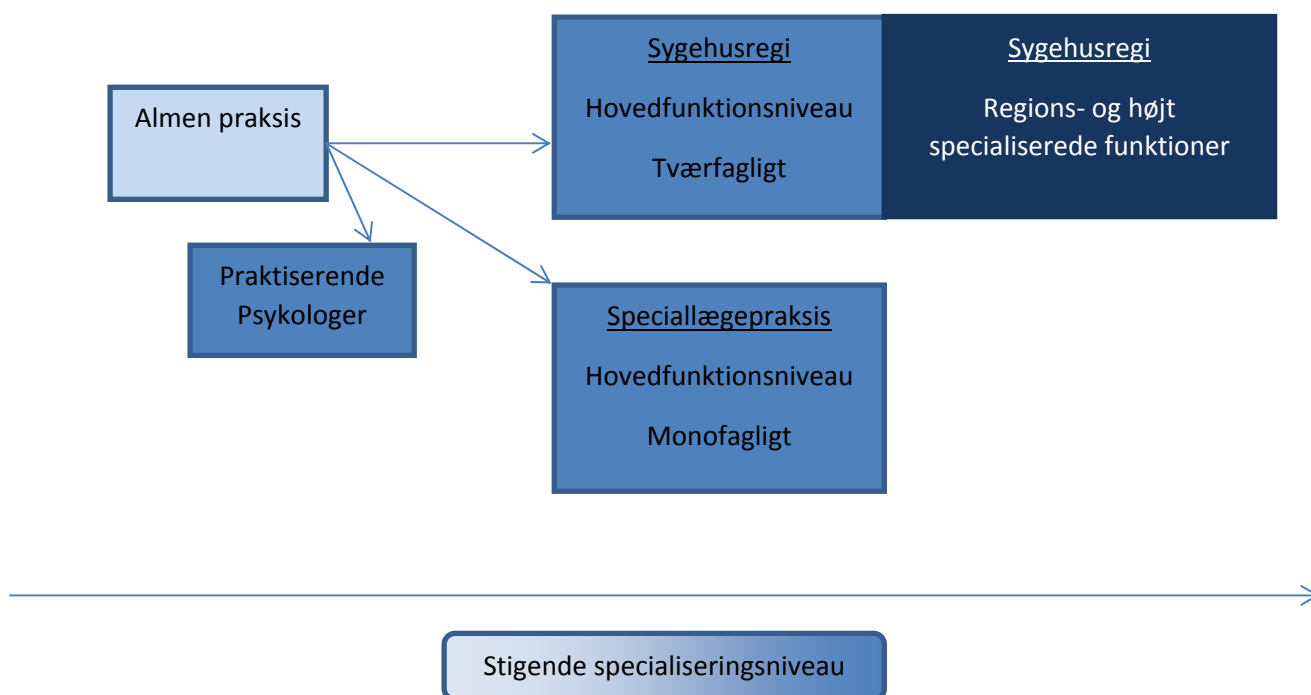 Almen praksis
Sygehusregi
Hovedfunktionsniveau
Tværfagligt
Sygehusregi
Regions- og højt
specialiserede funktioner
Praktiserende
Psykologer
Speciallægepraksis
Hovedfunktionsniveau
Monofagligt
Stigende specialiseringsniveau